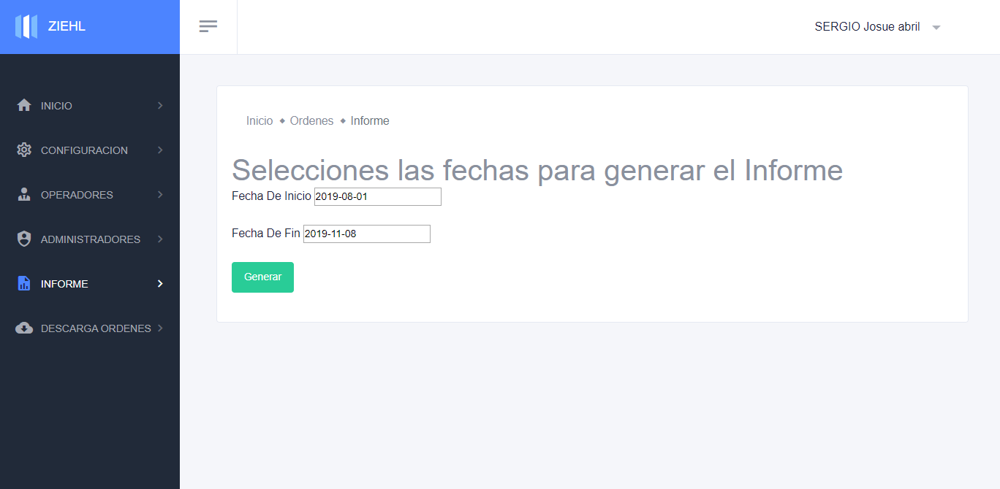 ZIEHL
SERGIO Josue abril
INICIO
CONFIGURACION
OPERADORES
ADMINISTRADORES
INFORME
DESCARGA ORDENES
Inicio ◆ Ordenes ◆ Informe
Selecciones las fechas para generar el Informe
Fecha De Inicio 2019-08-01
Fecha De Fin 2019-11-08
Generar